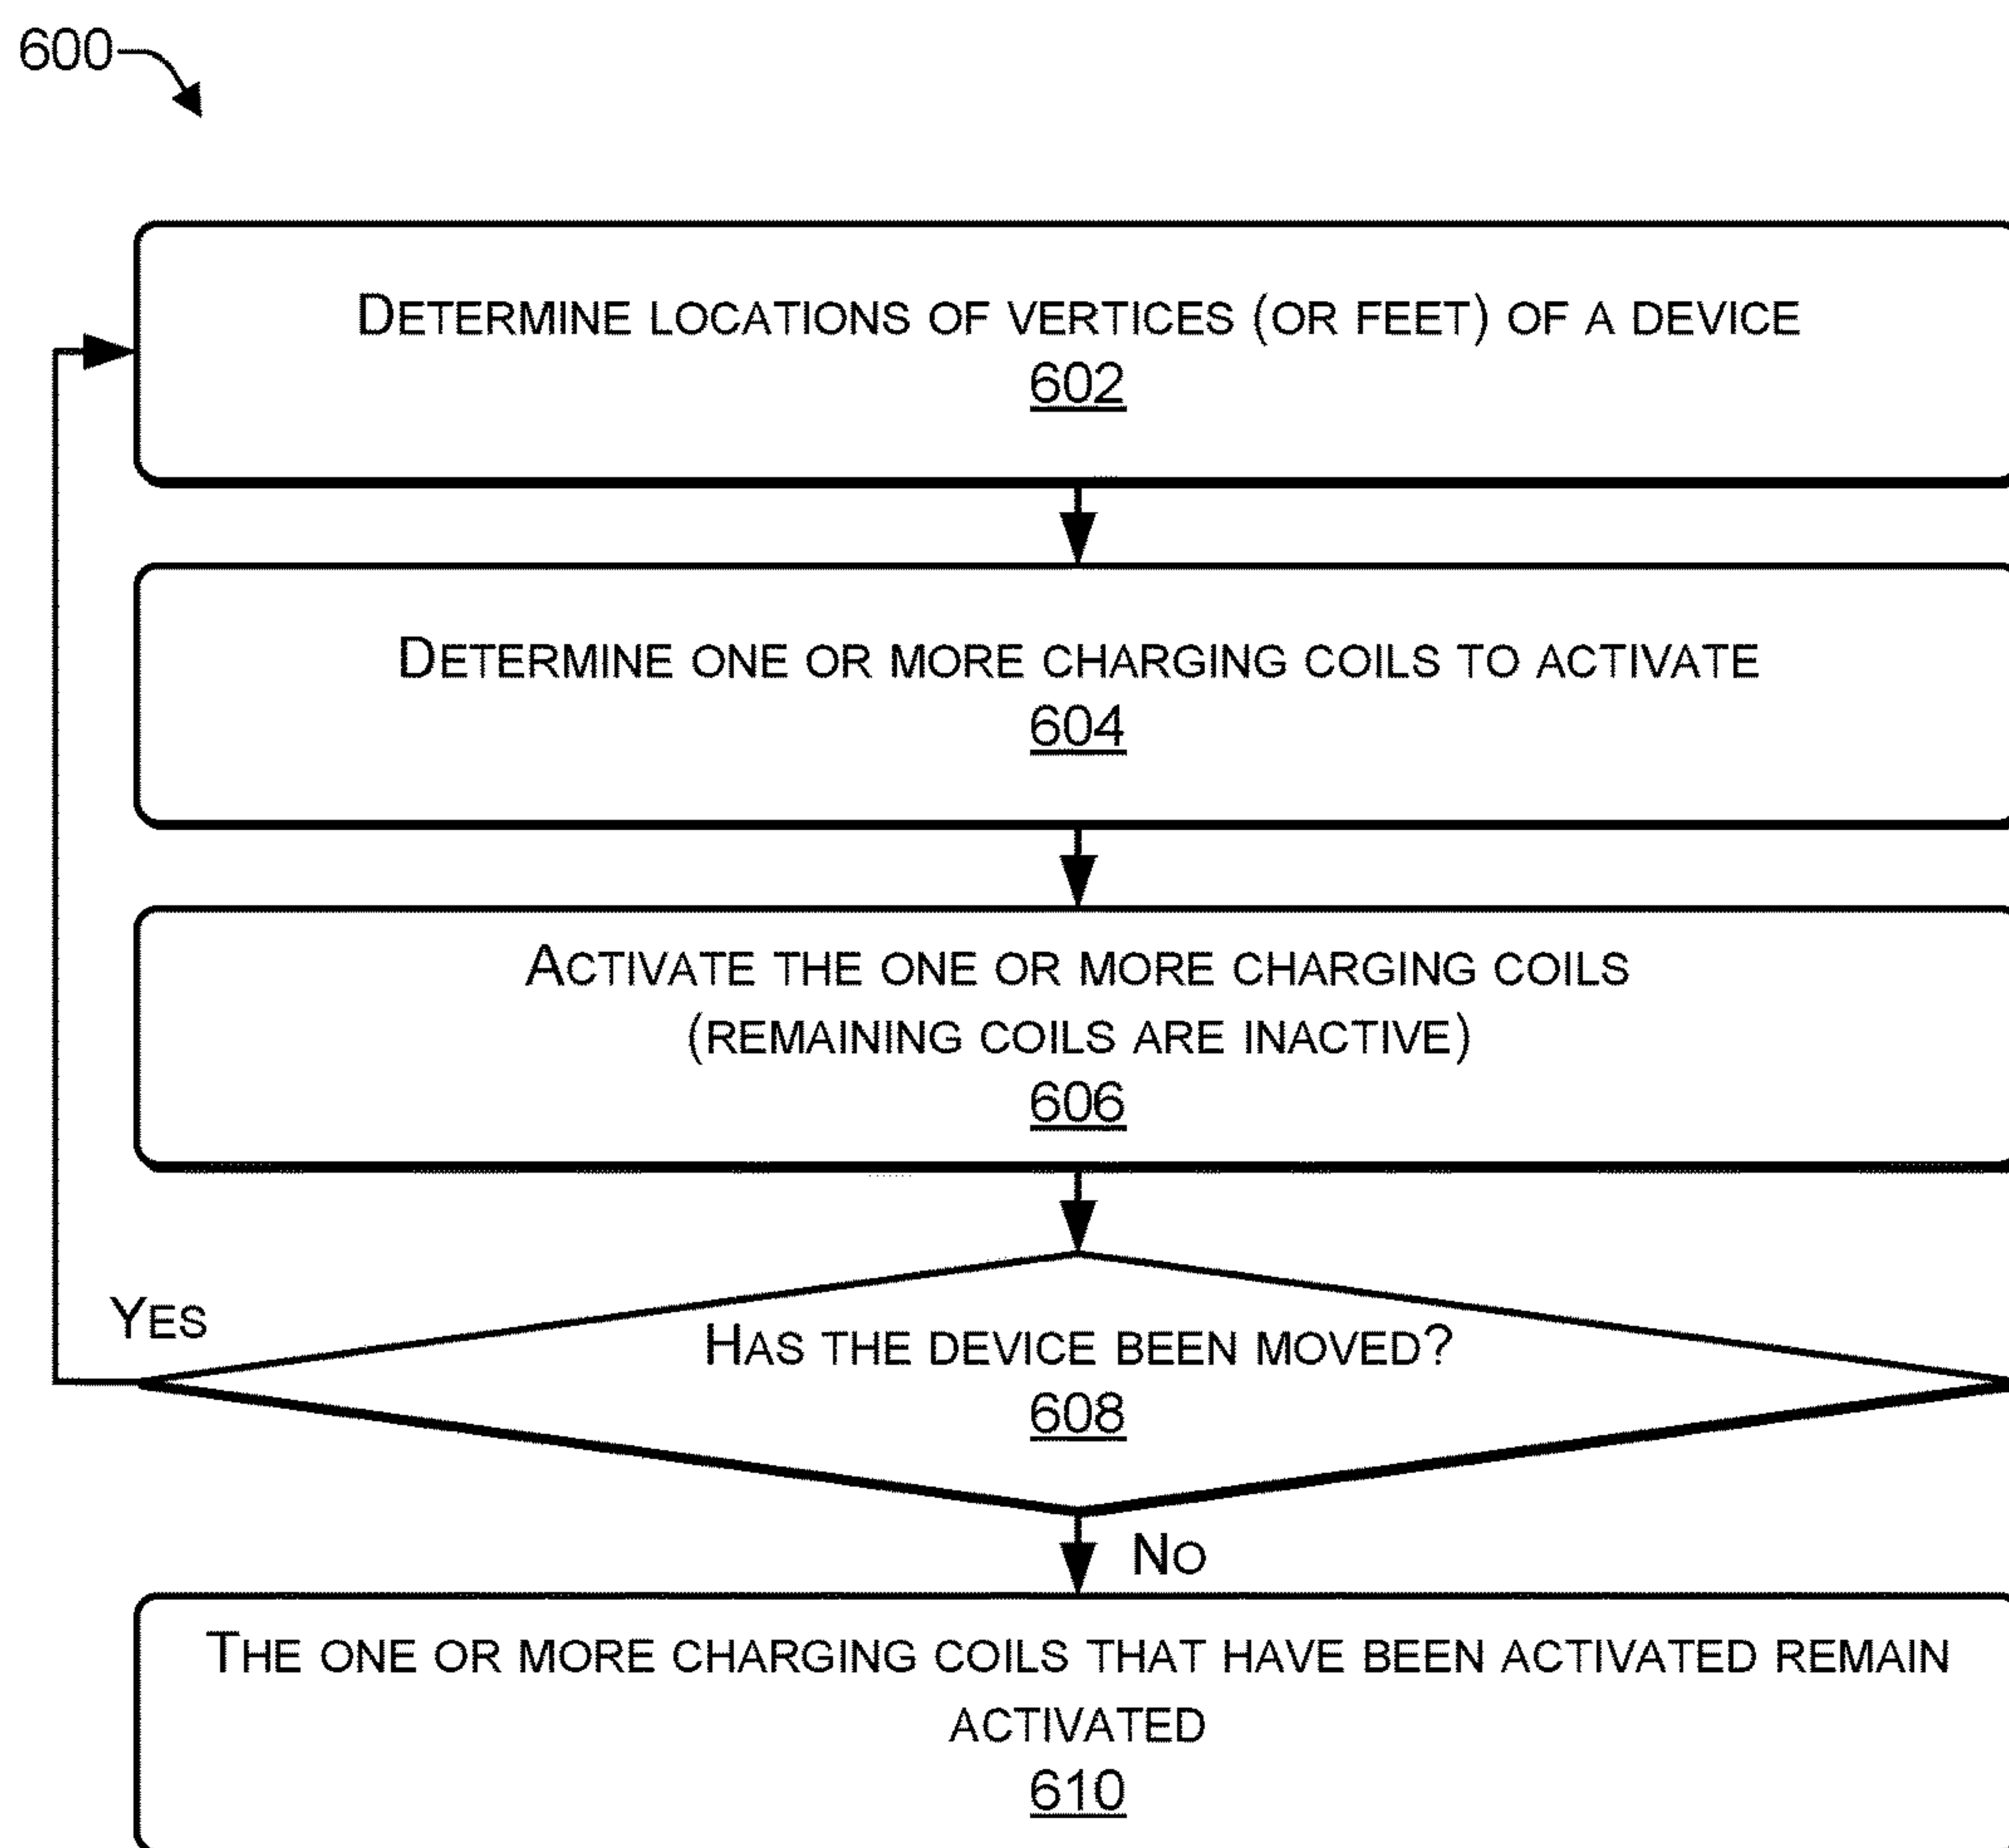 600
DETERMINE LOCATIONS OF VERTICES (OR FEET) OF A DEVICE
602
DETERMINE ONE OR MORE CHARGING COILS TO ACTIVATE
604
ACTIVATE THE ONE OR MORE CHARGING COILS
(REMAINING COILS ARE INACTIVE)
606
YES
HAS THE DEVICE BEEN MOVED?
608
NO
THE ONE OR MORE CHARGING COILS THAT HAVE BEEN ACTIVATED REMAIN
ACTIVATED
610